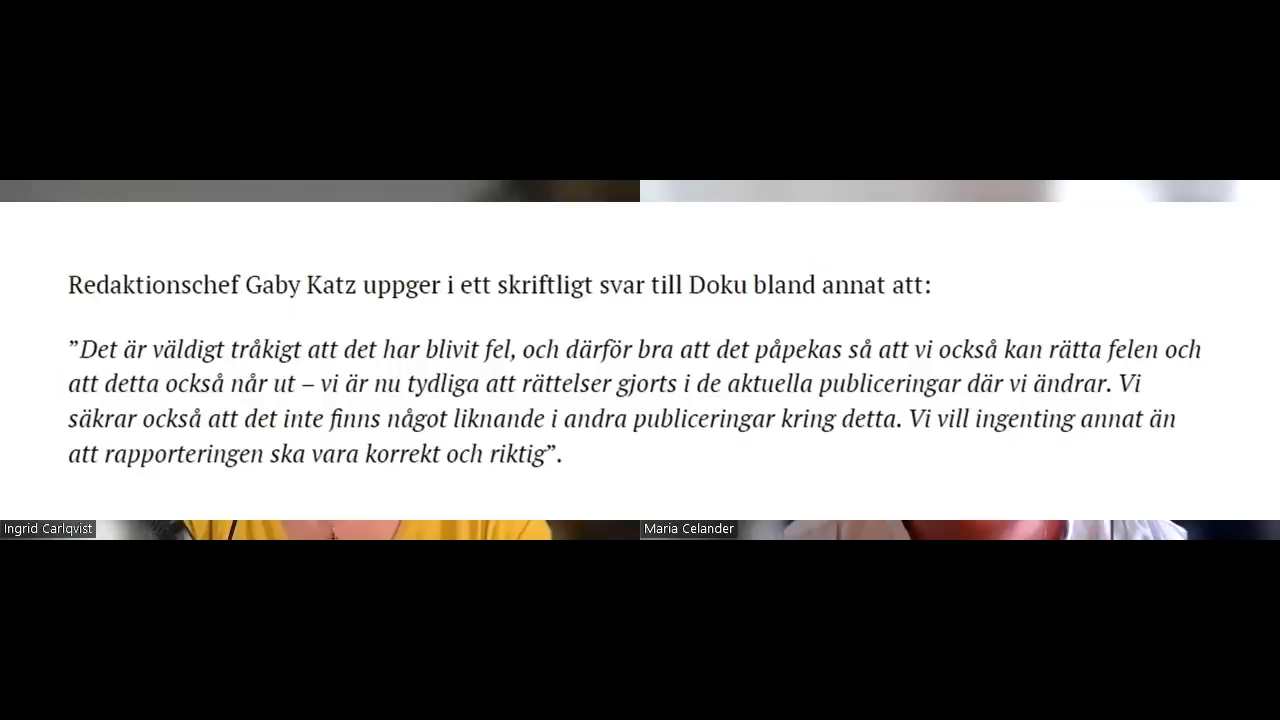 Redaktionschef Gaby Katz uppger i ett skriftligt svar till Doku bland annat att:
”Det är väldigt tråkigt att det har blivit fel, och därför bra att det påpekas så att vi också kan rätta felen och
att detta också når ut – vi är nu tydliga att rättelser gjorts i de aktuella publiceringar där vi ändrar. Vi
säkrar också att det inte finns något liknande i andra publiceringar kring detta. Vi vill ingenting annat än
att rapporteringen ska vara korrekt och riktig”.
Ingrid Carlqvist
Maria Celander